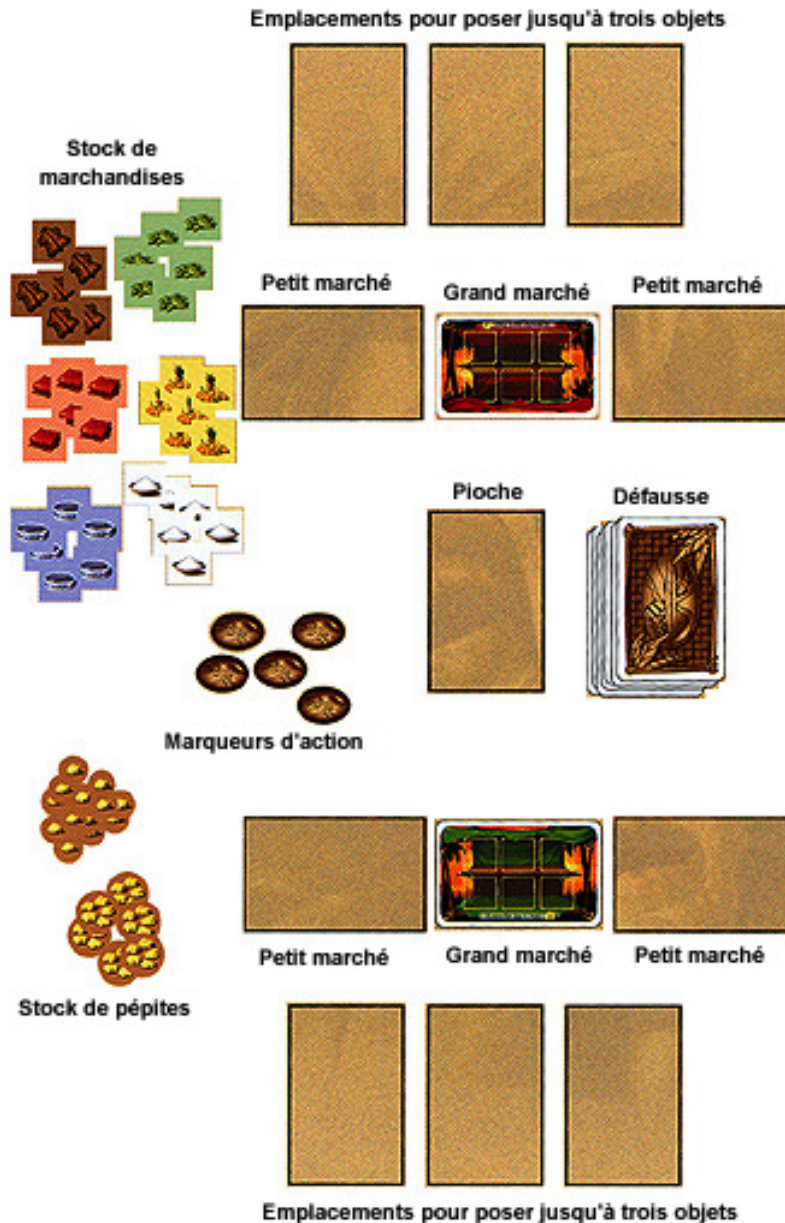 Emplacements pour poser jusqu'à trois objets
Stock de
marchandises
Petit marché
Grand marché
Petit marché
Pioche
Défausse
Marqueurs d'action
Petit marché
Grand marché
Petit marché
Stock de pépites
Emplacements pour poser jusqu'à trois objets